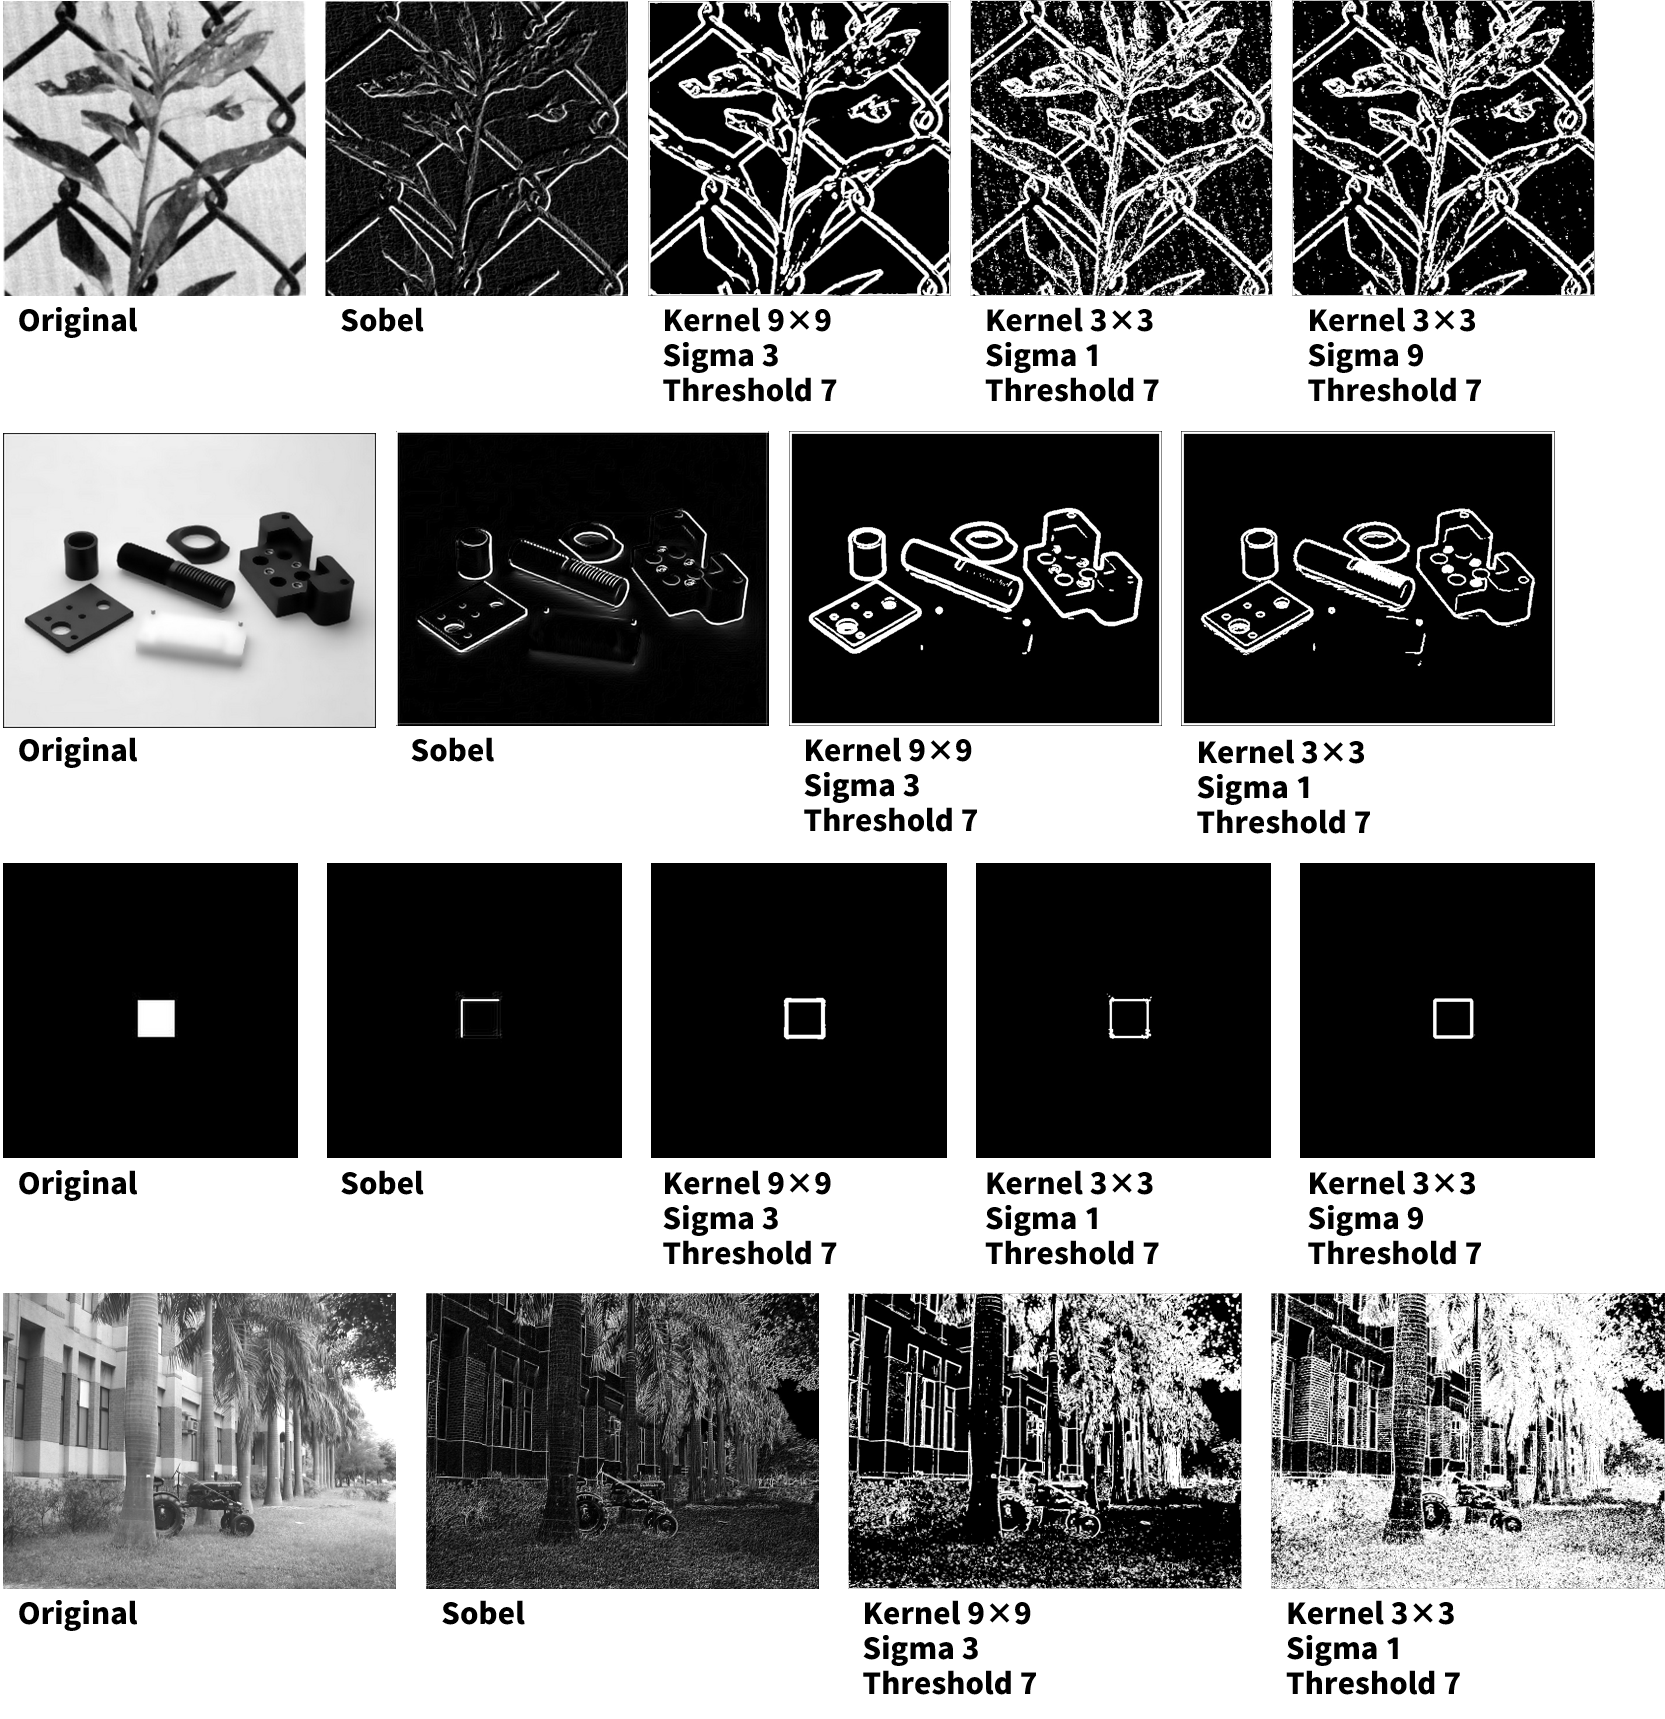 Original
Sobel
Kernel 9×9
Sigma 3
Threshold 7
Kernel 3×3
Sigma 1
Threshold 7
Kernel 3×3
Sigma 9
Threshold 7
Original
Sobel
Kernel 9×9
Sigma 3
Threshold 7
Kernel 3×3
Sigma 1
Threshold 7
Original
Sobel
Kernel 9×9
Sigma 3
Threshold 7
Kernel 3×3
Sigma 1
Threshold 7
Kernel 3×3
Sigma 9
Threshold 7
Original
Sobel
Kernel 9×9
Sigma 3
Threshold 7
Kernel 3×3
Sigma 1
Threshold 7